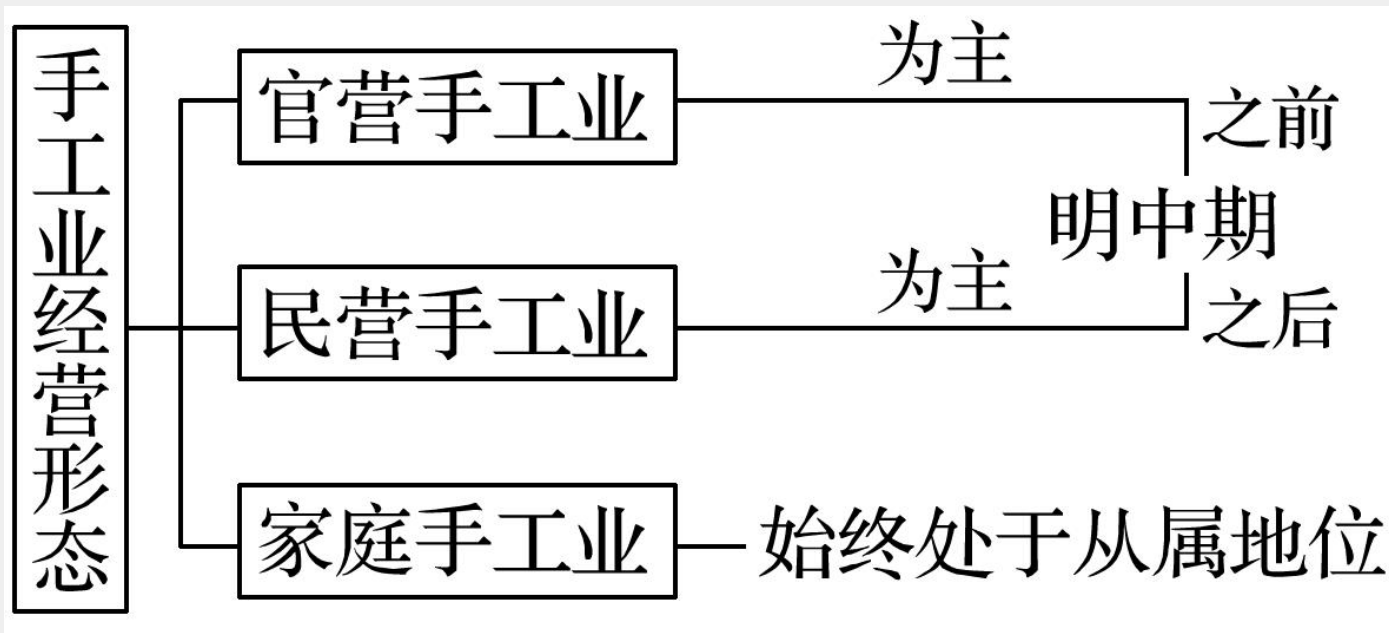 手工业经营形态
官营手工业
为主
之前
明中期
民营手工业
为主
之后
家庭手工业
始终处于从属地位